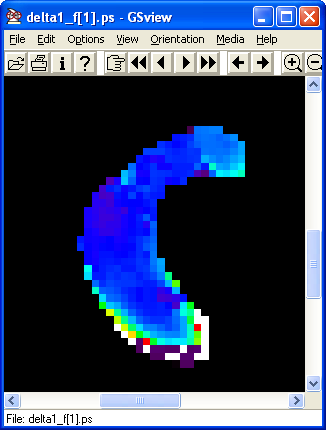 delta1_f[1].ps - GSview
File Edit Options View Orientation Media Help
File: delta1_f[1].ps